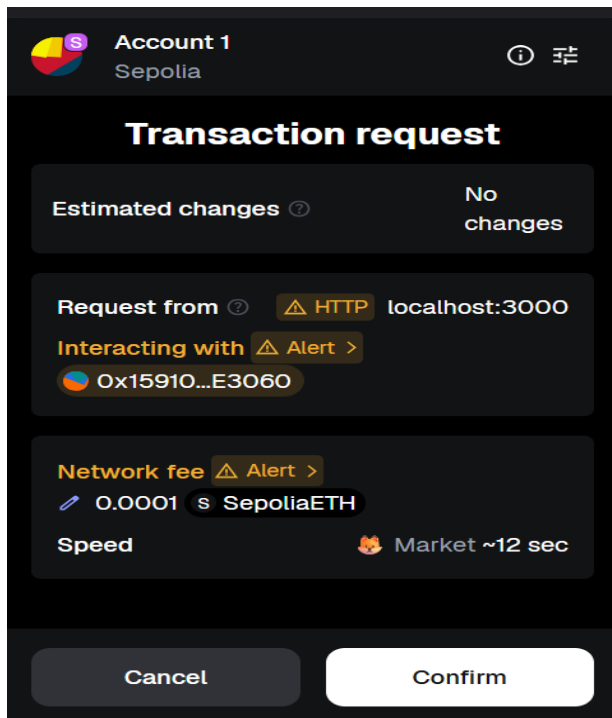 S Account 1
Sepolia
Transaction request
Estimated changes ? No
changes
Request from ? HTTP localhost:3000
Interacting with Alert >
0x15910...E3060
Network fee Alert >
0.0001 S SepoliaETH
Speed Market ~12 sec
Cancel Confirm